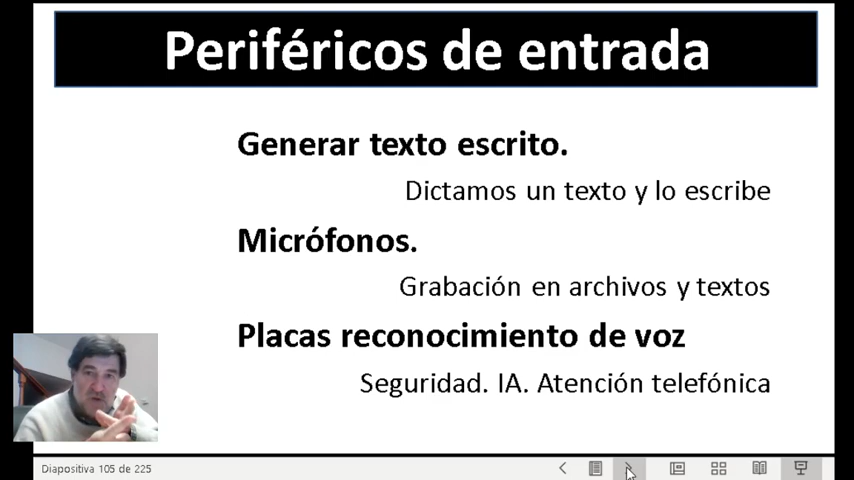 Periféricos de entrada
Generar texto escrito.
Dictamos un texto y lo escribe
Micrófonos.
Grabación en archivos y textos
Placas reconocimiento de voz
Seguridad. IA. Atención telefónica
Diapositiva 105 de 225